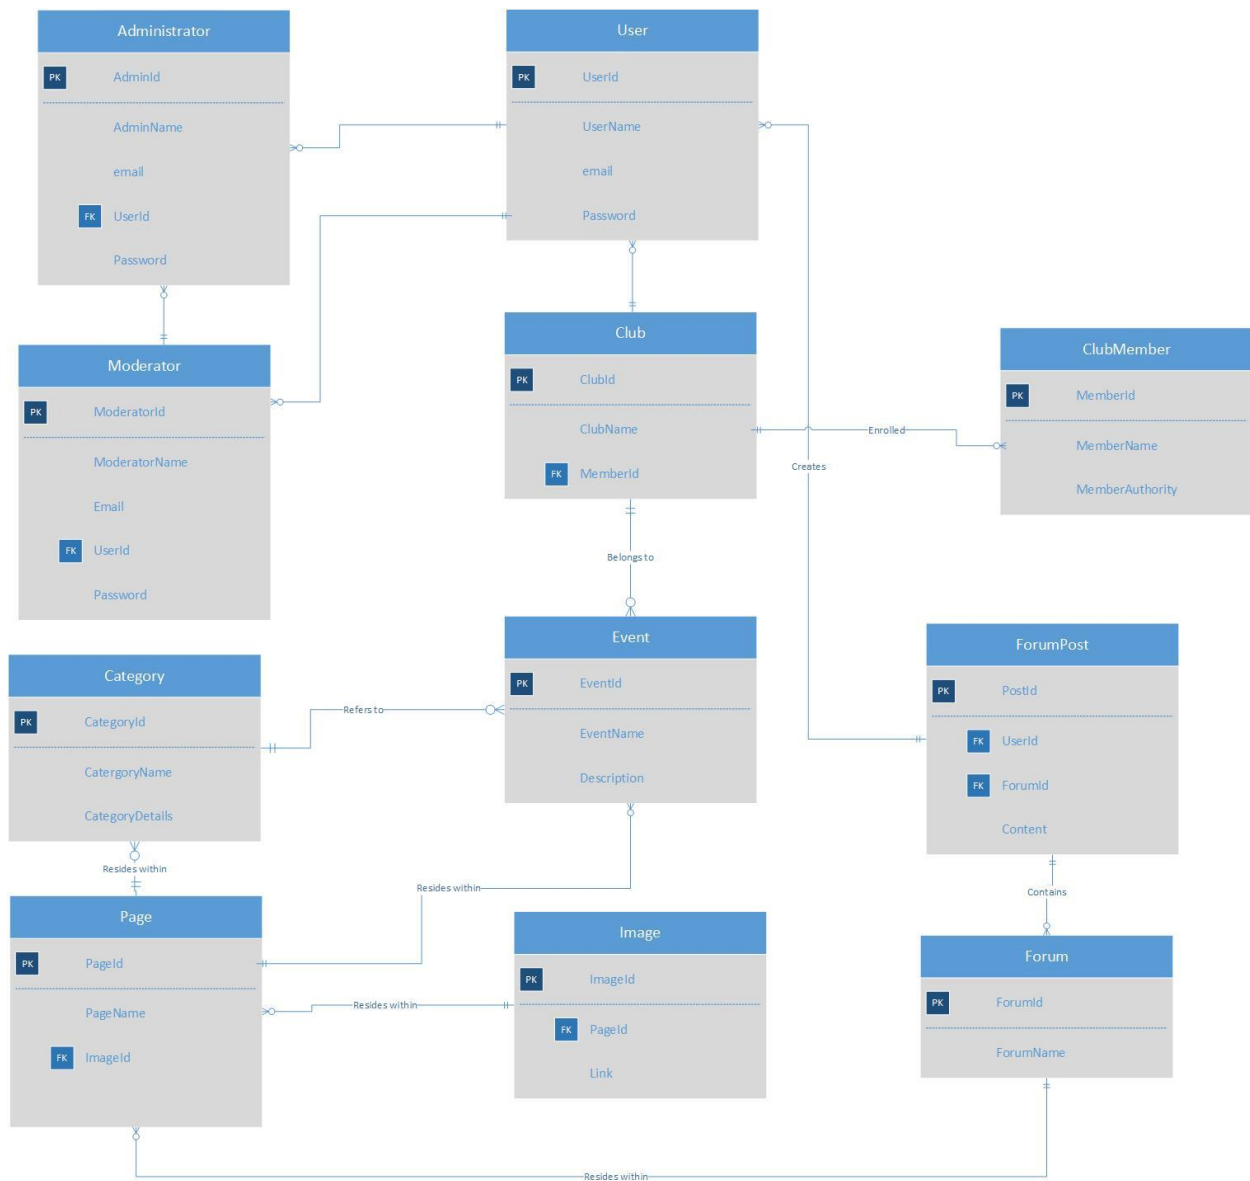 Administrator
PK AdminId
AdminName
email
FK UserId
Password
User
PK UserId
UserName
email
Password
Moderator
PK ModeratorId
ModeratorName
Email
FK UserId
Password
Club
PK ClubId
ClubName
FK MemberId
Enrolled
Creates
ClubMember
PK MemberId
MemberName
MemberAuthority
Belongs to
Event
PK EventId
EventName
Description
Refers to
Category
PK CategoryId
CatergoryName
CategoryDetails
Resides within
ForumPost
PK PostId
FK UserId
FK ForumId
Content
Contains
Resides within
Page
PK PageId
PageName
FK ImageId
Resides within
Image
PK ImageId
FK PageId
Link
Forum
PK ForumId
ForumName
Resides within